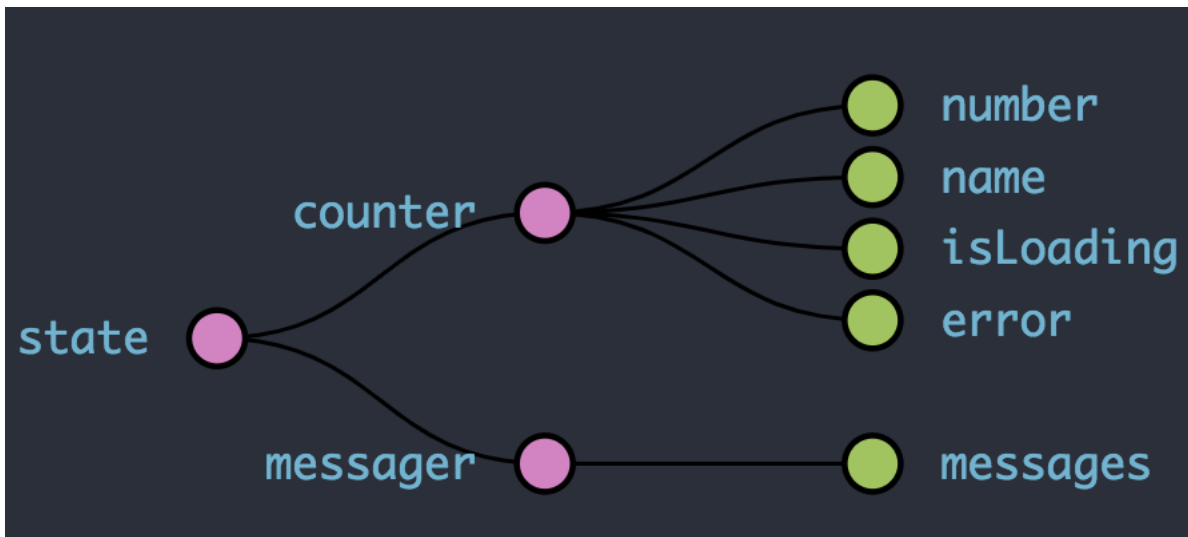 number
name
counter
isLoading
error
state
messager
messages